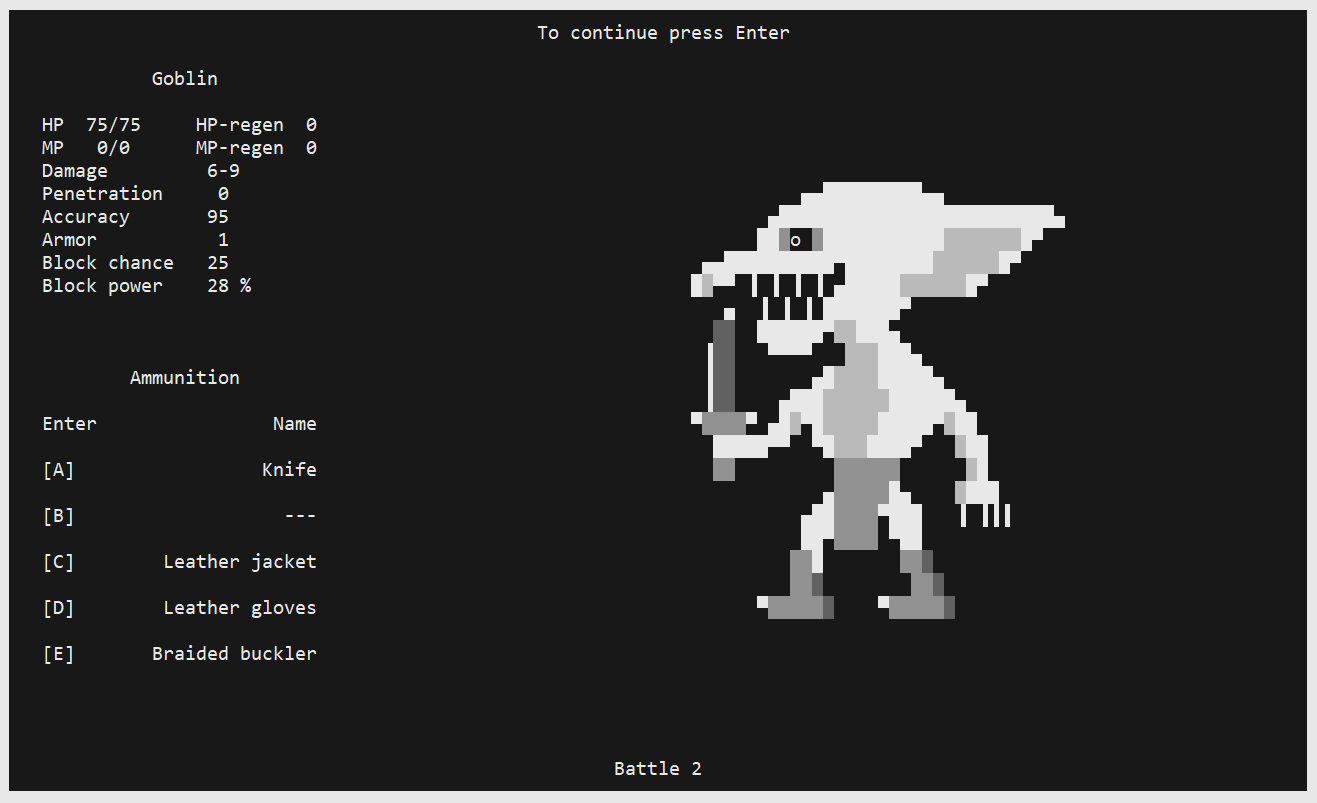 To continue press Enter
Goblin
HP 75/75 HP-regen 0
MP 0/0 MP-regen 0
Damage 6-9
Penetration 0
Accuracy 95
Armor 1
Block chance 25
Block power 28 %
Ammunition
Enter Name
[A] Knife
[B] ---
[C] Leather jacket
[D] Leather gloves
[E] Braided buckler
Battle 2